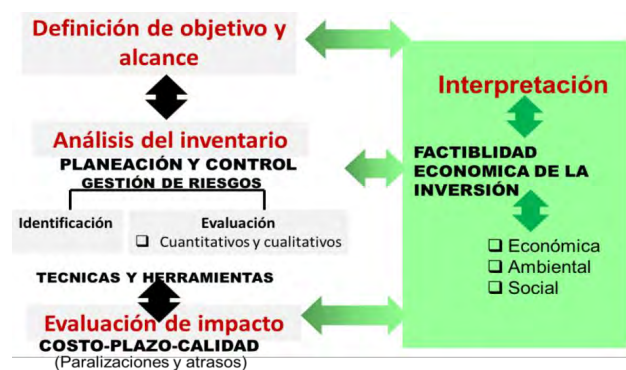 Definición de objetivo y
alcance
Análisis del inventario
PLANEACIÓN Y CONTROL
GESTIÓN DE RIESGOS
Identificación
Evaluación
❑ Cuantitativos y cualitativos
TECNICAS Y HERRAMIENTAS
Evaluación de impacto
COSTO-PLAZO-CALIDAD
(Paralizaciones y atrasos)
Interpretación
FACTIBLIDAD
ECONOMICA DE LA
INVERSIÓN
❑ Económica
❑ Ambiental
❑ Social